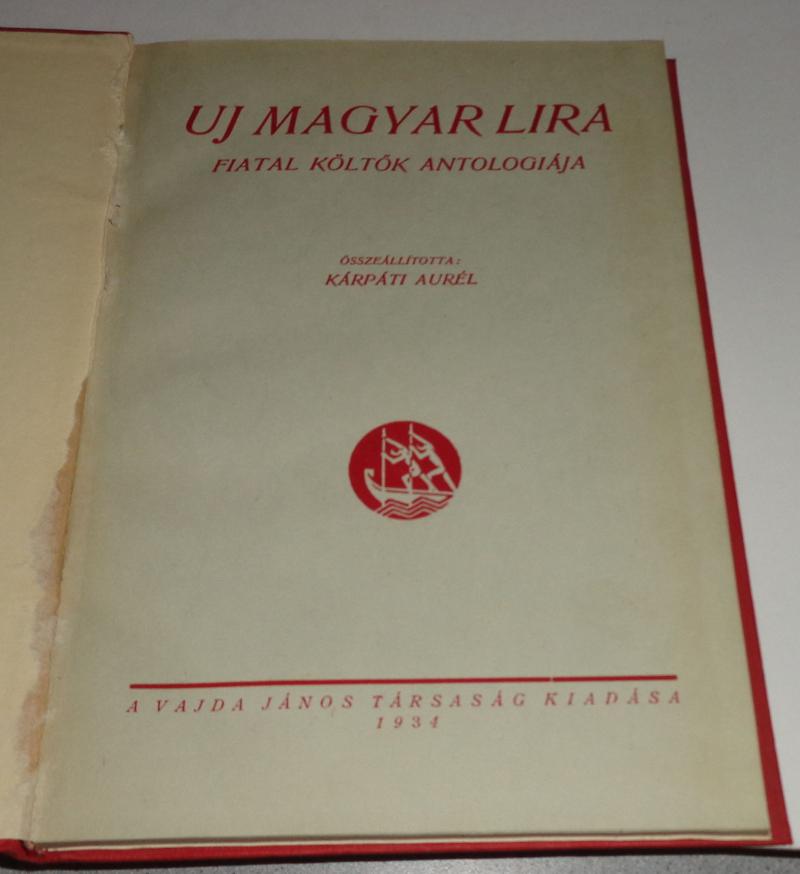 UJ MAGYAR LIRA
FIATAL KÖLTŐK ANTOLOGIÁJA
ÖSSZEÁLLÍTOTTA:
KÁRPÁTI AURÉL
A VAJDA JÁNOS TÁRSASÁG KIADÁSA
1934